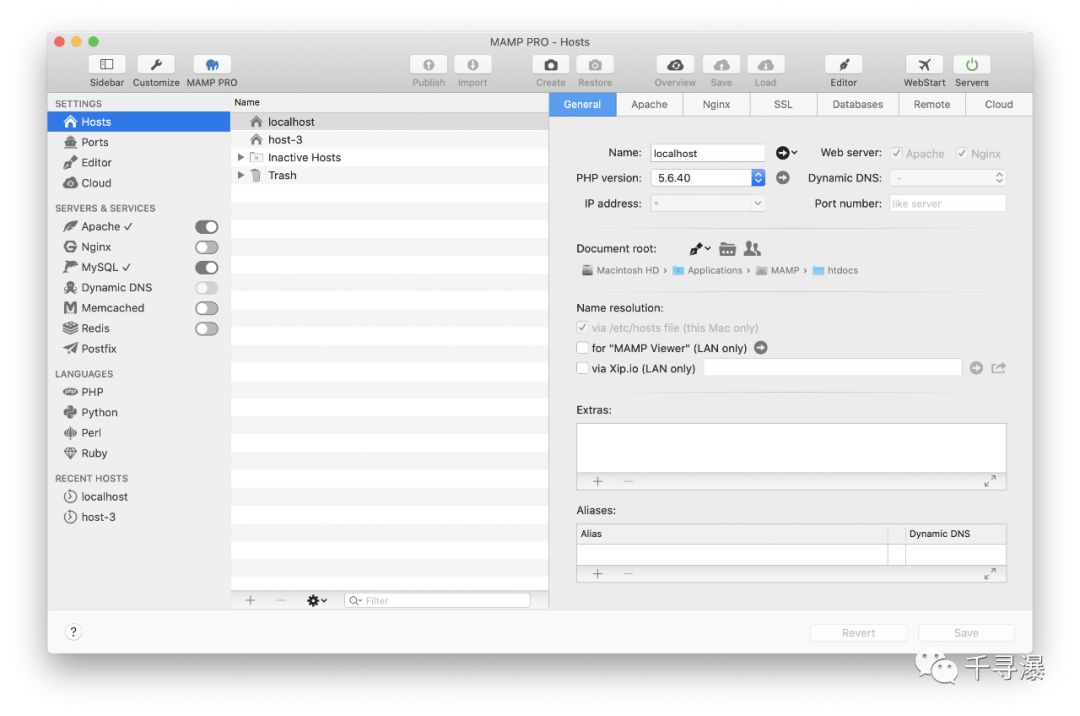 MAMP PRO - Hosts
Sidebar Customize MAMP PRO Publish Import Create Restore Overview Save Load Editor WebStart Servers
SETTINGS
Hosts
Ports
Editor
Cloud
SERVERS & SERVICES
Apache ✓
Nginx
MySQL ✓
Dynamic DNS
Memcached
Redis
Postfix
LANGUAGES
PHP
Python
Perl
Ruby
RECENT HOSTS
localhost
host-3
Name
localhost
host-3
Inactive Hosts
Trash
Filter
General Apache Nginx SSL Databases Remote Cloud
Name: localhost Web server: Apache Nginx
PHP version: 5.6.40 Dynamic DNS: -
IP address: * Port number: like server
Document root:
Macintosh HD › Applications › MAMP › htdocs
Name resolution:
via /etc/hosts file (this Mac only)
for "MAMP Viewer" (LAN only)
via Xip.io (LAN only)
Extras:
+ −
Aliases:
Alias Dynamic DNS
+ −
? Revert Save
千寻瀑